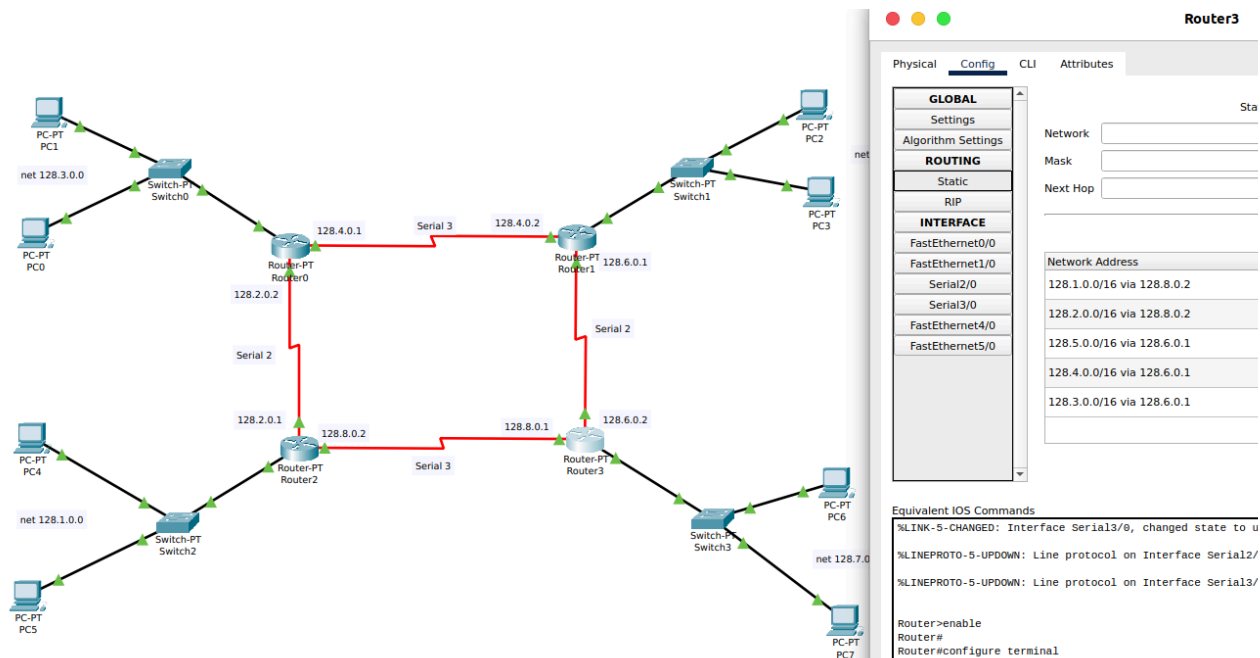 Router3
Physical Config CLI Attributes
GLOBAL
Settings
Algorithm Settings
ROUTING
Static
RIP
INTERFACE
FastEthernet0/0
FastEthernet1/0
Serial2/0
Serial3/0
FastEthernet4/0
FastEthernet5/0
Sta
Network
Mask
Next Hop
Network Address
128.1.0.0/16 via 128.8.0.2
128.2.0.0/16 via 128.8.0.2
128.5.0.0/16 via 128.6.0.1
128.4.0.0/16 via 128.6.0.1
128.3.0.0/16 via 128.6.0.1
Equivalent IOS Commands
%LINK-5-CHANGED: Interface Serial3/0, changed state to u
%LINEPROTO-5-UPDOWN: Line protocol on Interface Serial2/
%LINEPROTO-5-UPDOWN: Line protocol on Interface Serial3/
Router>enable
Router#
Router#configure terminal
PC-PT
PC1
net 128.3.0.0
Switch-PT
Switch0
PC-PT
PC0
128.4.0.1
Serial 3
128.4.0.2
Router-PT
Router0
128.2.0.2
Router-PT
Router1
128.6.0.1
PC-PT
PC2
net
Switch-PT
Switch1
PC-PT
PC3
Serial 2
Serial 2
128.2.0.1
128.8.0.2
Router-PT
Router2
Serial 3
128.8.0.1
128.6.0.2
Router-PT
Router3
PC-PT
PC4
net 128.1.0.0
Switch-PT
Switch2
PC-PT
PC5
PC-PT
PC6
Switch-PT
Switch3
net 128.7.0
PC-PT
PC7